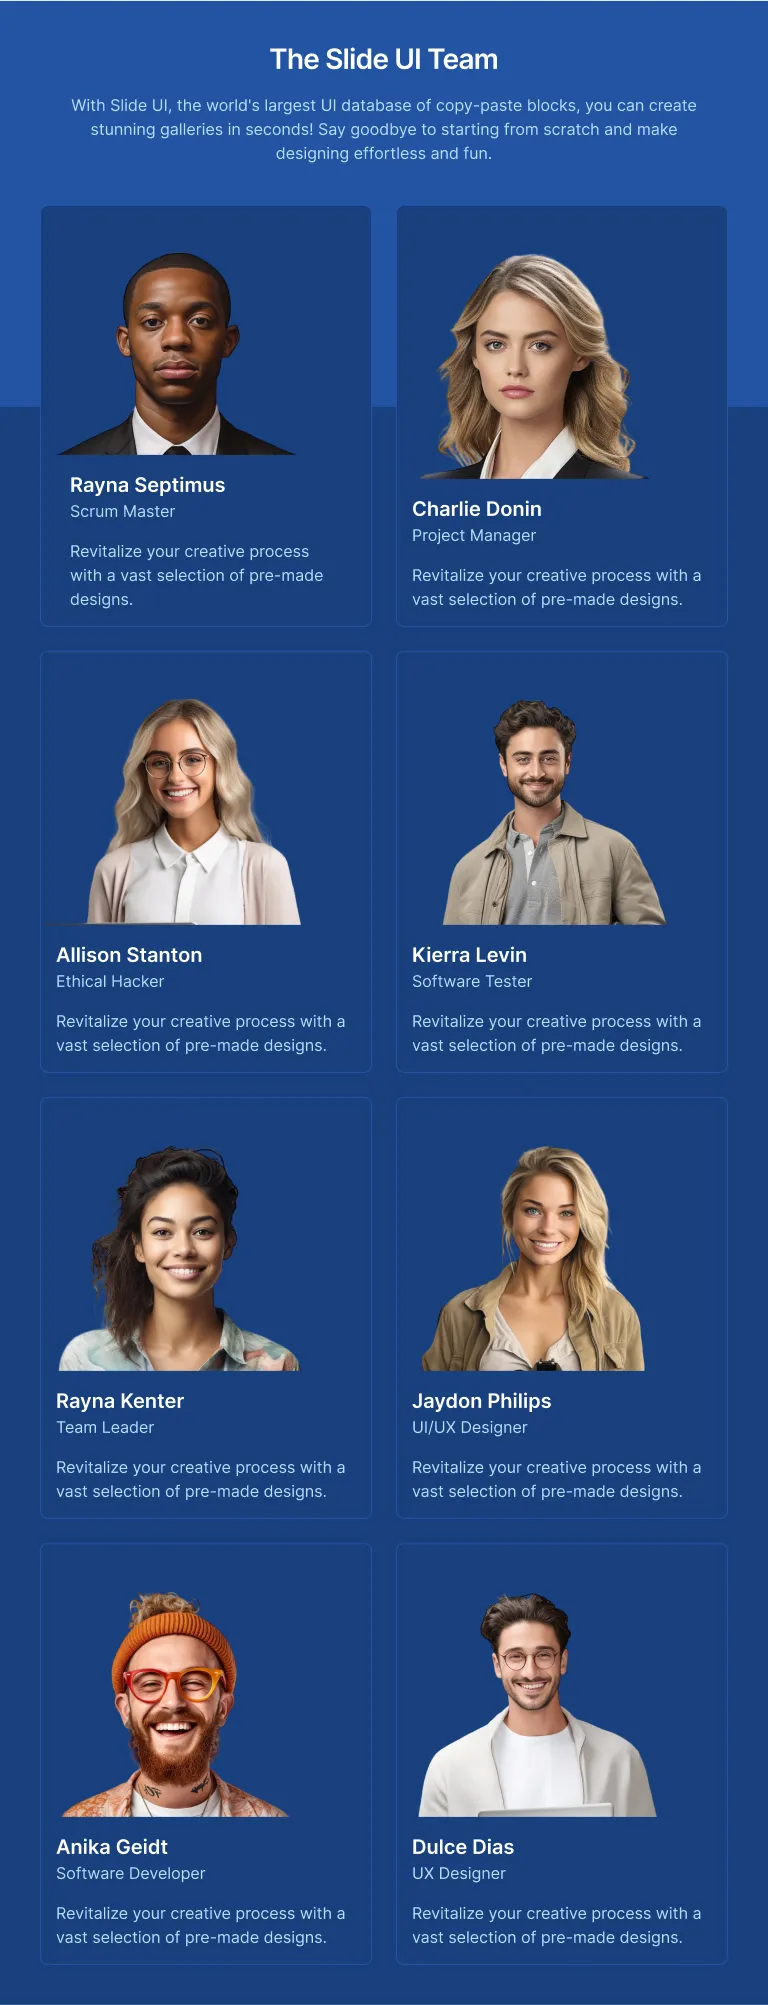 The Slide UI Team
With Slide UI, the world's largest UI database of copy-paste blocks, you can create
stunning galleries in seconds! Say goodbye to starting from scratch and make
designing effortless and fun.
Rayna Septimus
Scrum Master
Revitalize your creative process
with a vast selection of pre-made
designs.
Charlie Donin
Project Manager
Revitalize your creative process with a
vast selection of pre-made designs.
Allison Stanton
Ethical Hacker
Revitalize your creative process with a
vast selection of pre-made designs.
Kierra Levin
Software Tester
Revitalize your creative process with a
vast selection of pre-made designs.
Rayna Kenter
Team Leader
Revitalize your creative process with a
vast selection of pre-made designs.
Jaydon Philips
UI/UX Designer
Revitalize your creative process with a
vast selection of pre-made designs.
Anika Geidt
Software Developer
Revitalize your creative process with a
vast selection of pre-made designs.
Dulce Dias
UX Designer
Revitalize your creative process with a
vast selection of pre-made designs.